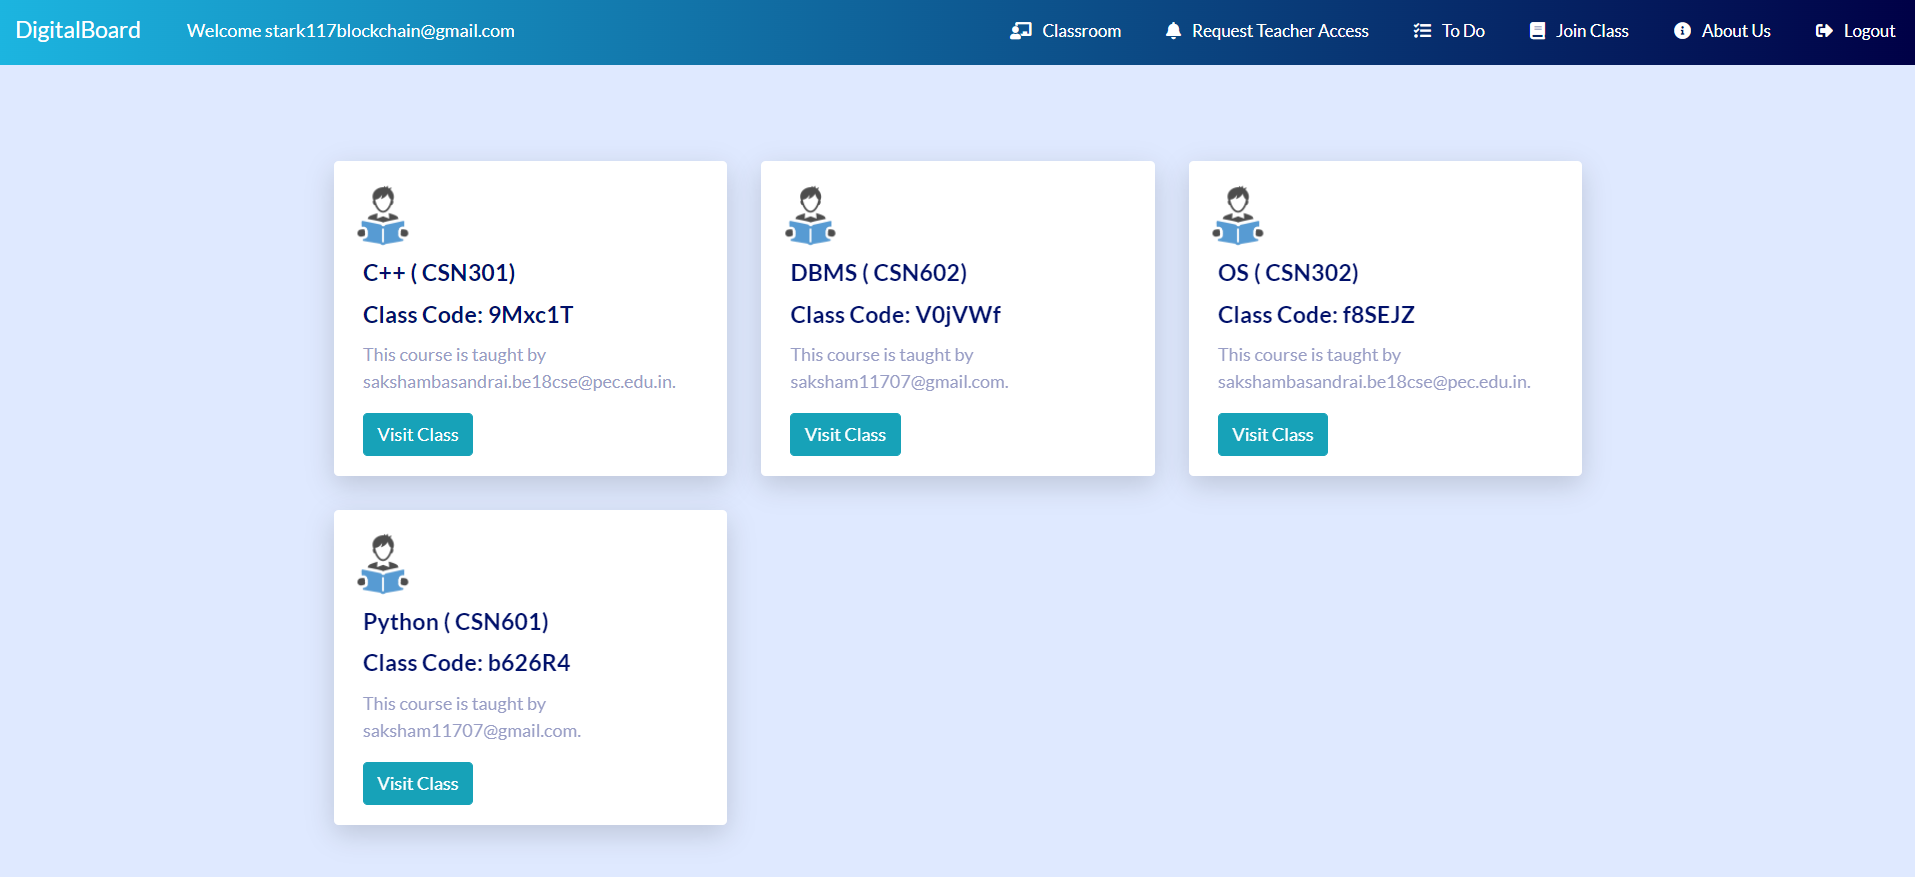 DigitalBoard
Welcome stark117blockchain@gmail.com
Classroom
Request Teacher Access
To Do
Join Class
About Us
Logout
C++ ( CSN301)
Class Code: 9Mxc1T
This course is taught by
sakshambasandrai.be18cse@pec.edu.in.
Visit Class
DBMS ( CSN602)
Class Code: V0jVWf
This course is taught by
saksham11707@gmail.com.
Visit Class
OS ( CSN302)
Class Code: f8SEJZ
This course is taught by
sakshambasandrai.be18cse@pec.edu.in.
Visit Class
Python ( CSN601)
Class Code: b626R4
This course is taught by
saksham11707@gmail.com.
Visit Class